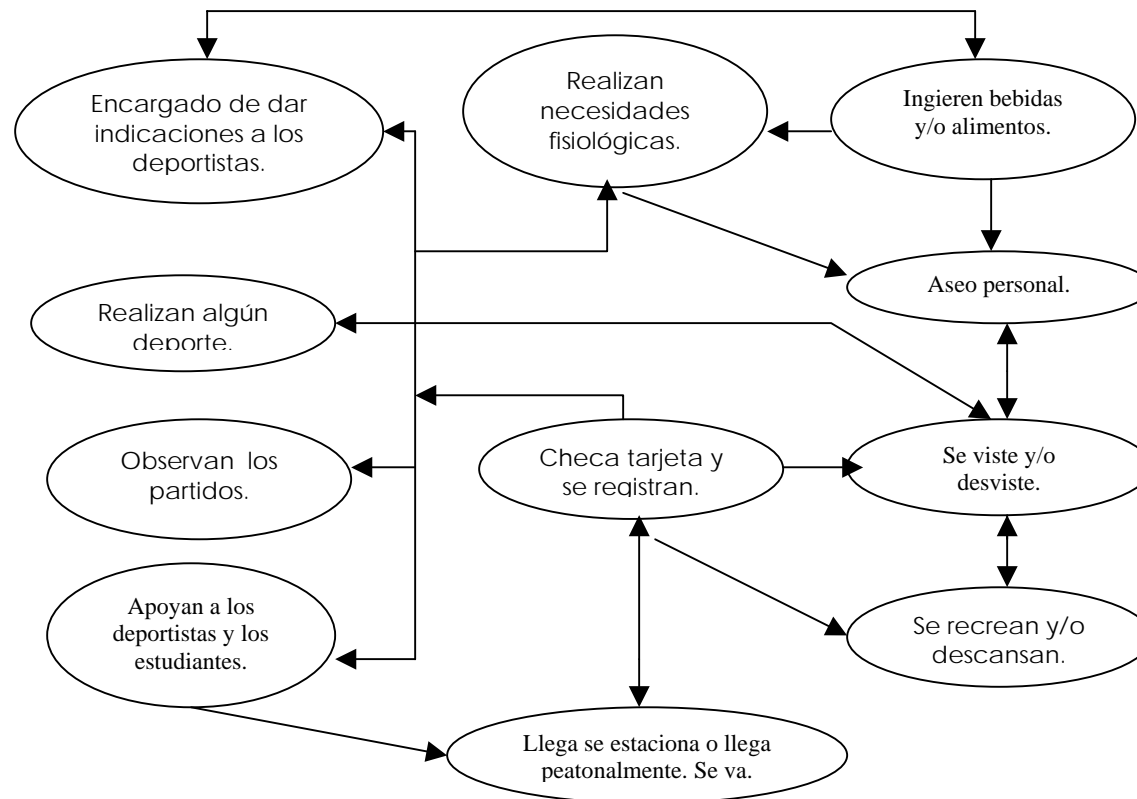 Encargado de dar
indicaciones a los
deportistas.
Realizan
necesidades
fisiológicas.
Ingieren bebidas
y/o alimentos.
Aseo personal.
Realizan algún
deporte.
Observan los
partidos.
Checa tarjeta y
se registran.
Se viste y/o
desviste.
Apoyan a los
deportistas y los
estudiantes.
Se recrean y/o
descansan.
Llega se estaciona o llega
peatonalmente. Se va.